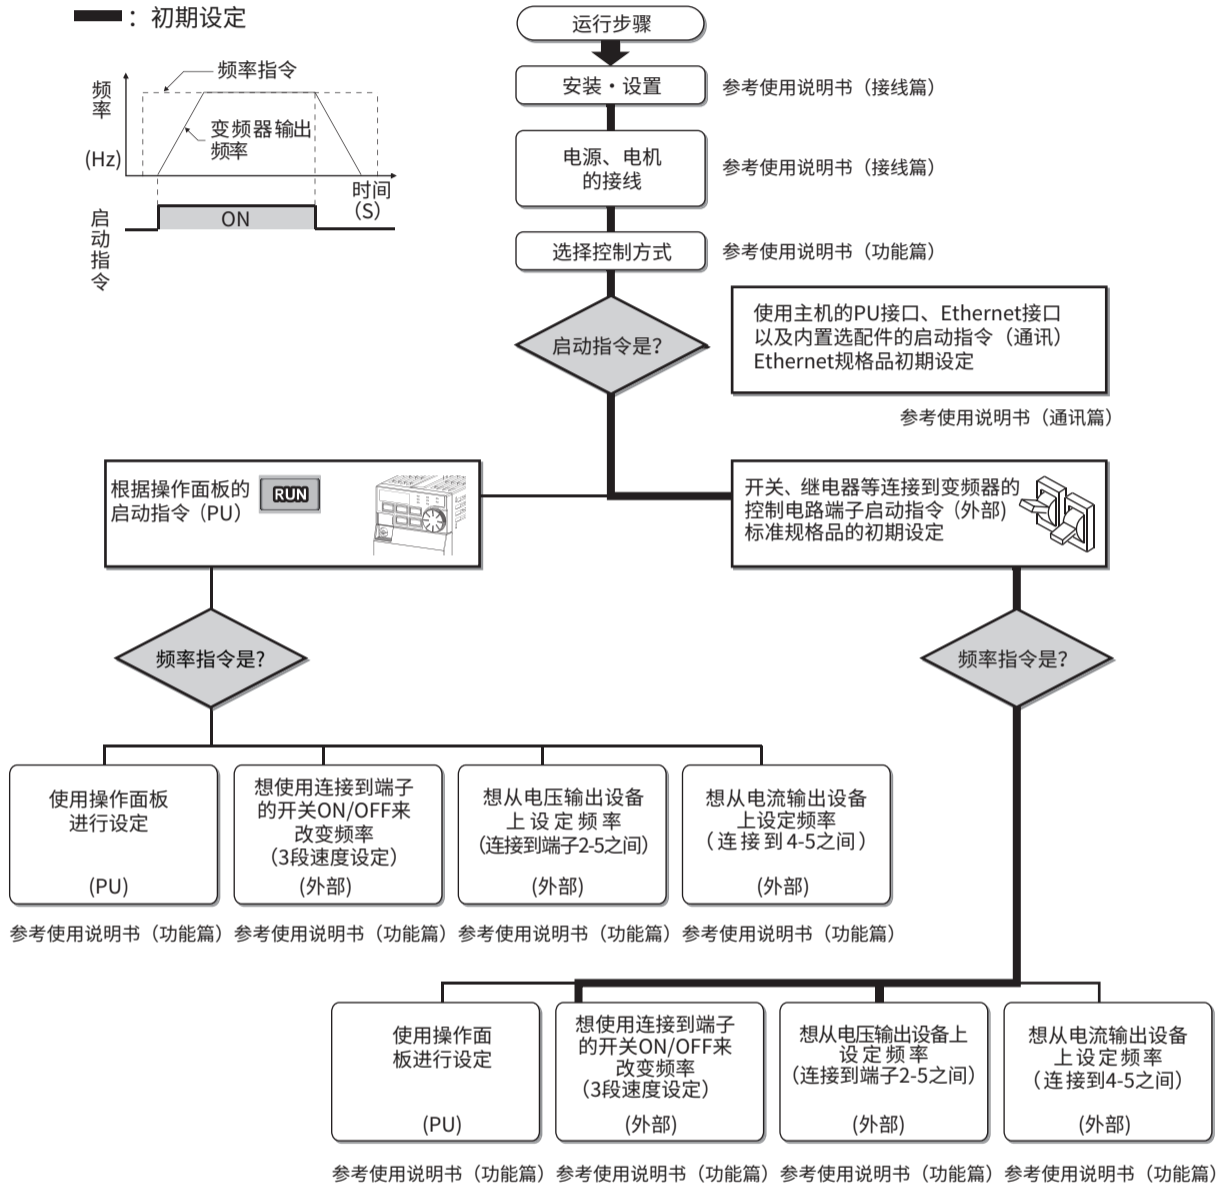 ：初期设定
频率指令
频率
变频器输出
频率
(Hz)
时间
（S）
ON
启动指令
运行步骤
安装・设置
参考使用说明书（接线篇）
电源、电机
的接线
参考使用说明书（接线篇）
选择控制方式
参考使用说明书（功能篇）
启动指令是？
使用主机的PU接口、Ethernet接口
以及内置选配件的启动指令（通讯）
Ethernet规格品初期设定
参考使用说明书（通讯篇）
根据操作面板的
启动指令（PU）
RUN
开关、继电器等连接到变频器的
控制电路端子启动指令（外部）
标准规格品的初期设定
频率指令是？
频率指令是？
使用操作面板
进行设定
(PU)
想使用连接到端子
的开关ON/OFF来
改变频率
（3段速度设定）
(外部)
想从电压输出设备
上设定频率
（连接到端子2-5之间）
(外部)
想从电流输出设备
上设定频率
（连接到4-5之间）
(外部)
参考使用说明书（功能篇）
参考使用说明书（功能篇）
参考使用说明书（功能篇）
参考使用说明书（功能篇）
使用操作面
板进行设定
(PU)
想使用连接到端子
的开关ON/OFF来
改变频率
（3段速度设定）
(外部)
想从电压输出设备上
设定频率
（连接到端子2-5之间）
(外部)
想从电流输出设备
上设定频率
（连接到4-5之间）
(外部)
参考使用说明书（功能篇）
参考使用说明书（功能篇）
参考使用说明书（功能篇）
参考使用说明书（功能篇）